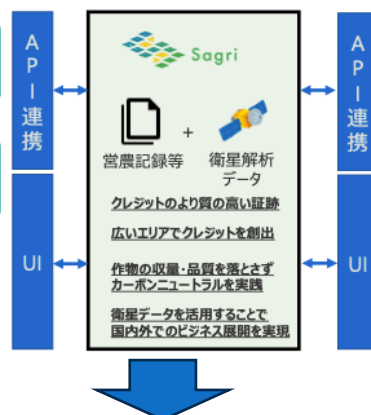 API連携
Sagri
API連携
営農記録等
+
衛星解析
データ
クレジットのより質の高い証跡
広いエリアでクレジットを創出
UI
作物の収量・品質を落とさず
カーボンニュートラルを実践
UI
衛星データを活用することで
国内外でのビジネス展開を実現